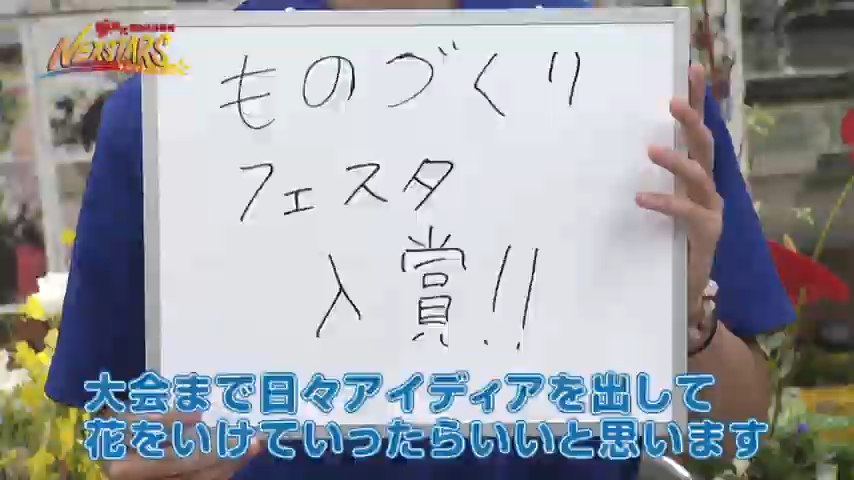 NEXSTARS
ものづくり
フェスタ
入賞!!
大会まで日々アイディアを出して
花をいけていったらいいと思います